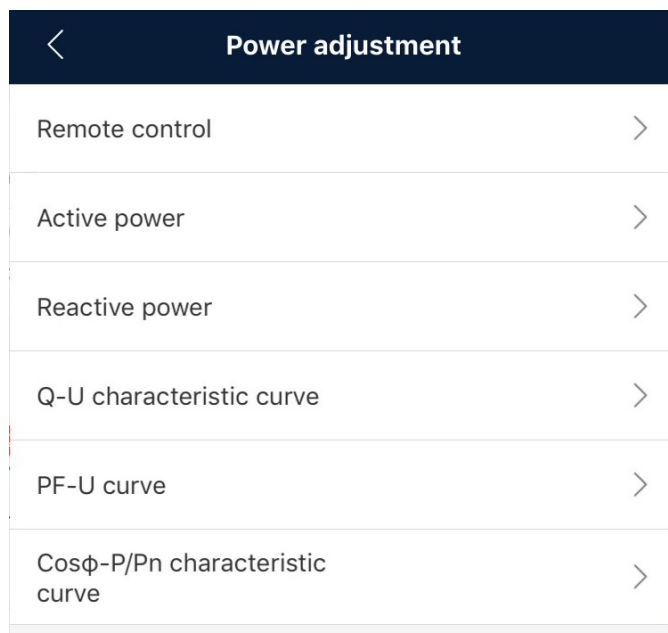 Power adjustment
Remote control
Active power
Reactive power
Q-U characteristic curve
PF-U curve
Cosφ-P/Pn characteristic
curve